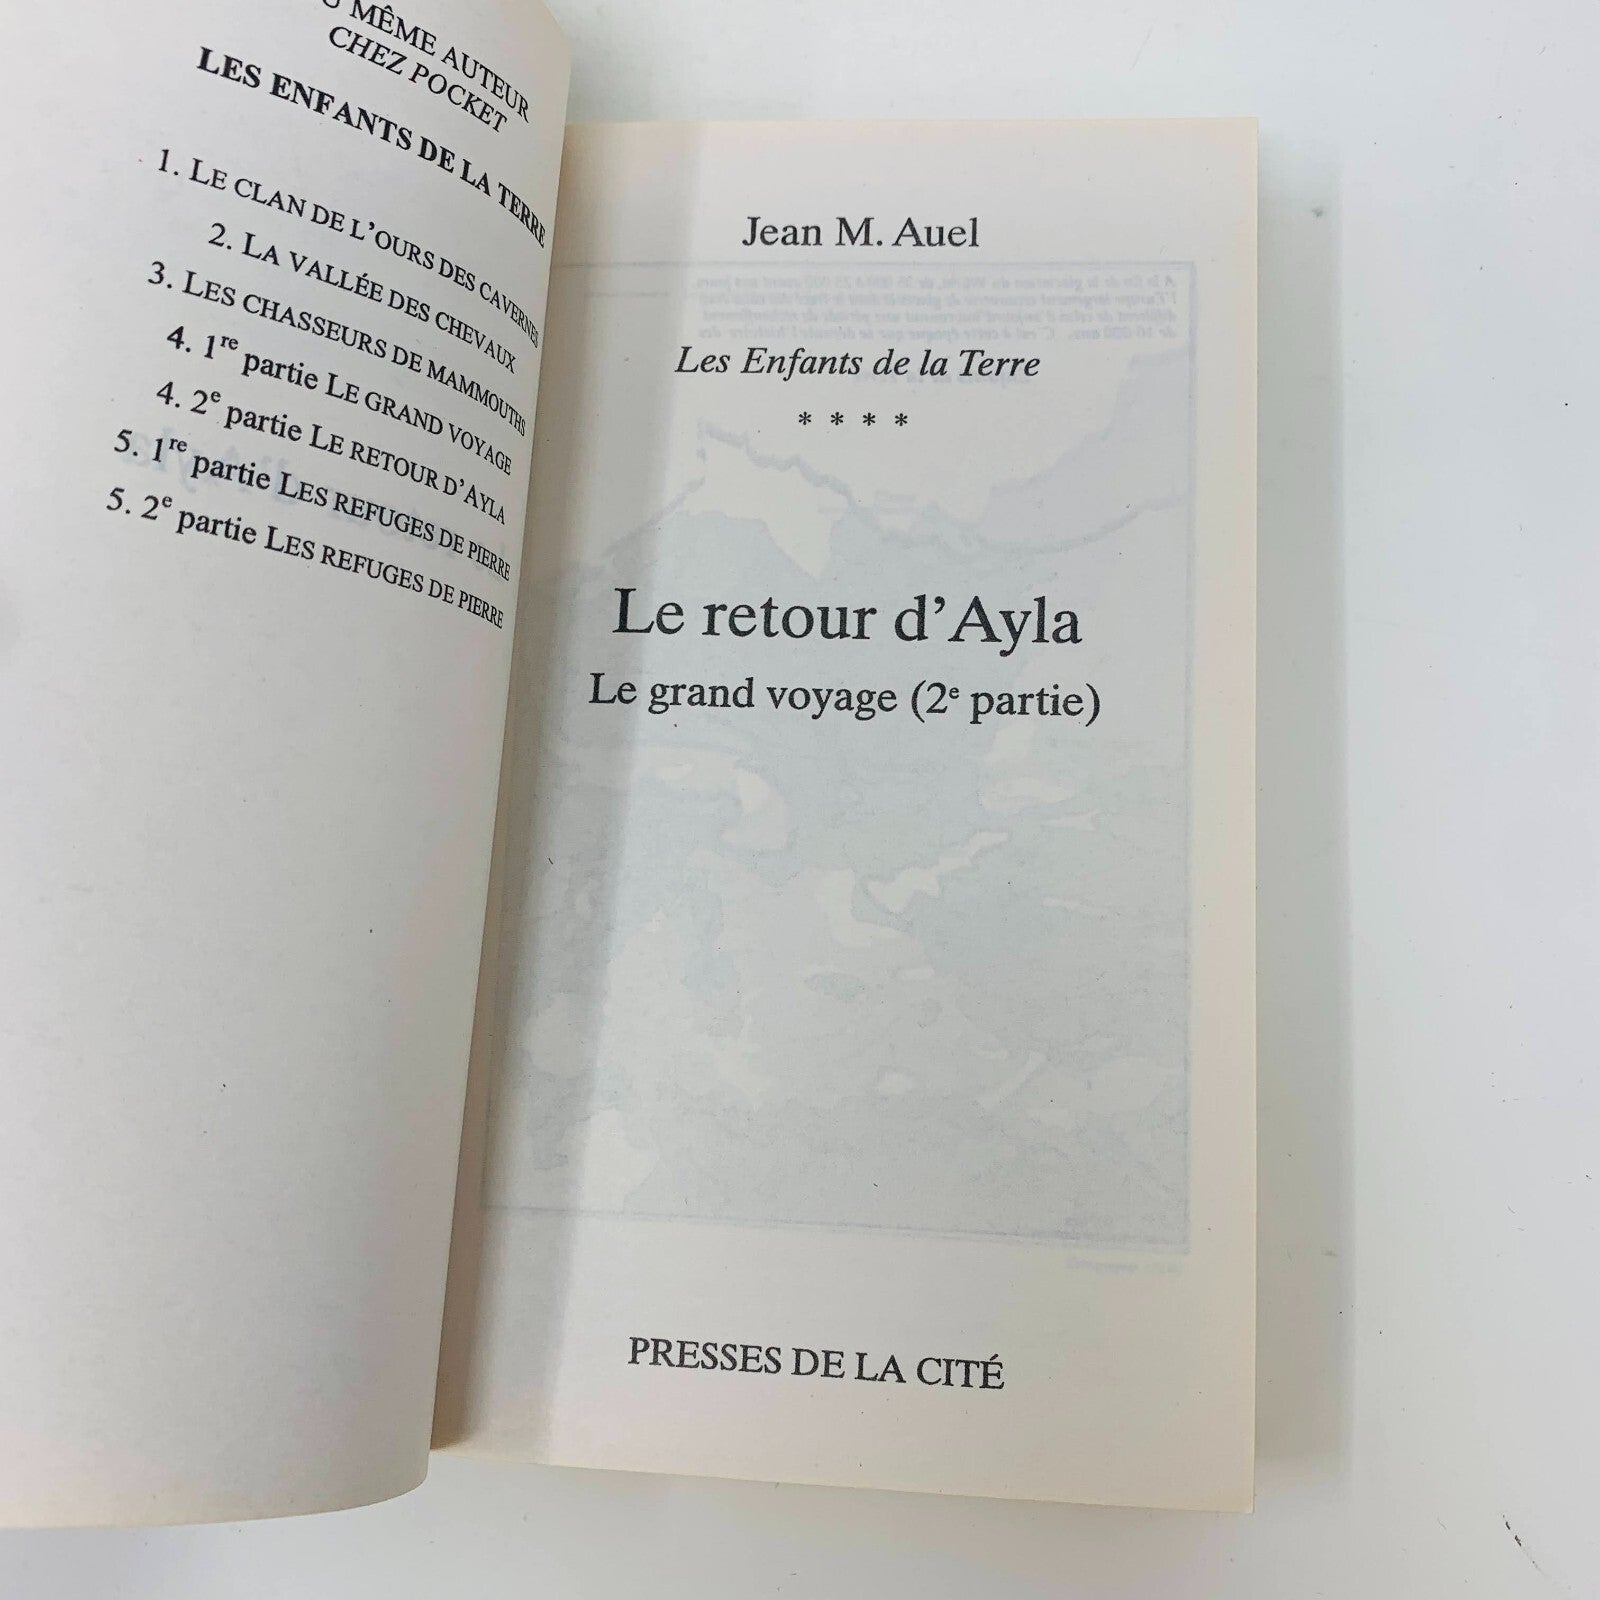 MÊME AUTEUR
CHEZ POCKET
LES ENFANTS DE LA TERRE
1. LE CLAN DE L'OURS DES CAVERNES
2. LA VALLÉE DES CHEVAUX
3. LES CHASSEURS DE MAMMOUTHS
4. 1re partie LE GRAND VOYAGE
4. 2e partie LE RETOUR D'AYLA
5. 1re partie LES REFUGES DE PIERRE
5. 2e partie LES REFUGES DE PIERRE
Jean M. Auel
Les Enfants de la Terre
* * * *
Le retour d'Ayla
Le grand voyage (2e partie)
PRESSES DE LA CITÉ